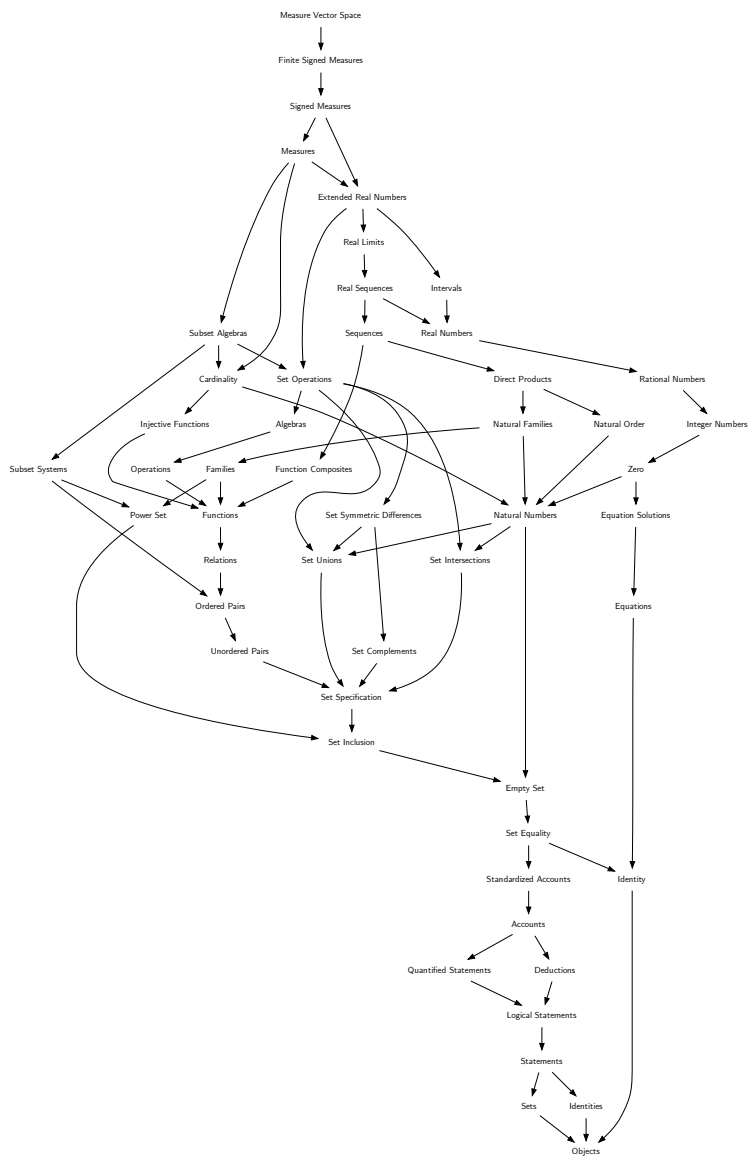 Measure Vector Space
Finite Signed Measures
Signed Measures
Measures
Extended Real Numbers
Real Limits
Real Sequences
Intervals
Subset Algebras
Sequences
Real Numbers
Cardinality
Set Operations
Direct Products
Rational Numbers
Injective Functions
Algebras
Natural Families
Natural Order
Integer Numbers
Subset Systems
Operations
Families
Function Composites
Zero
Power Set
Functions
Set Symmetric Differences
Natural Numbers
Equation Solutions
Relations
Set Unions
Set Intersections
Ordered Pairs
Equations
Unordered Pairs
Set Complements
Set Specification
Set Inclusion
Empty Set
Set Equality
Standardized Accounts
Identity
Accounts
Quantified Statements
Deductions
Logical Statements
Statements
Sets
Identities
Objects